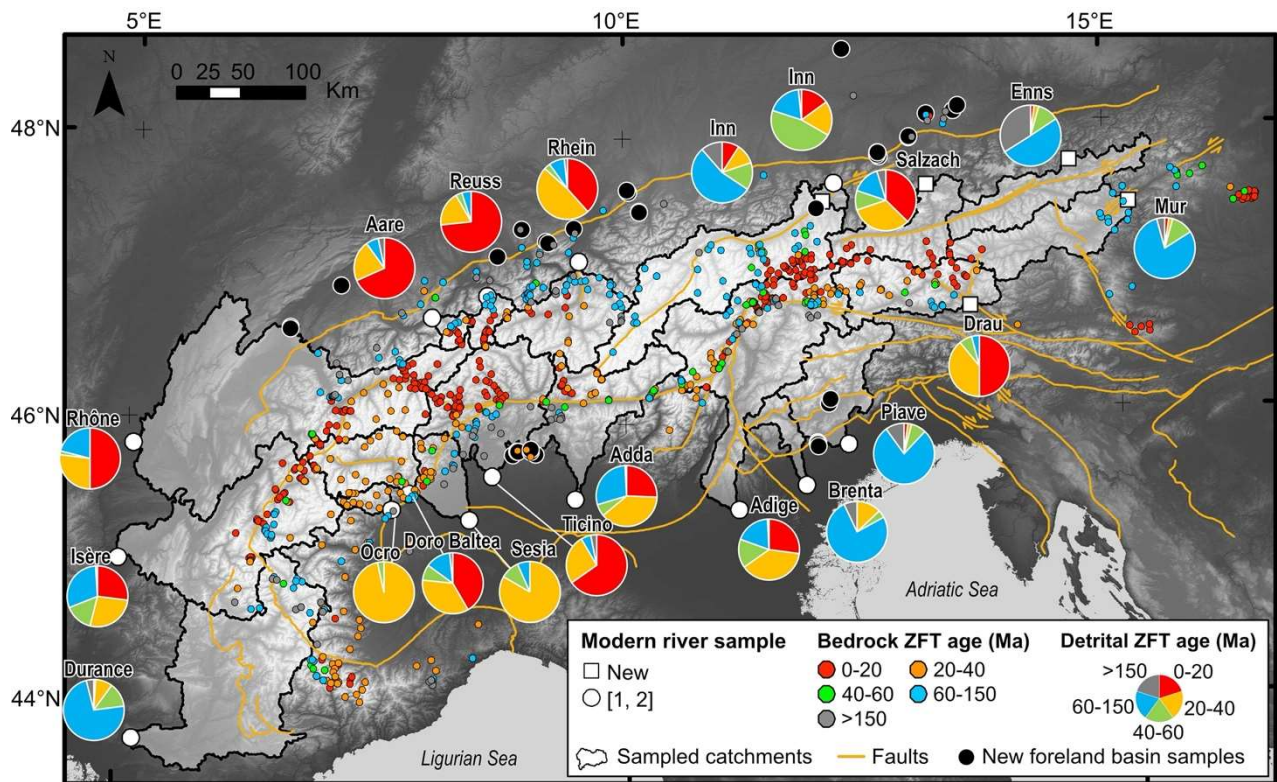 5°E 10°E 15°E
N
0 25 50 100
Km
48°N
46°N
44°N
Inn
Enns
Inn
Rhein
Salzach
Reuss
Mur
Aare
Drau
Rhône
Piave
Adda
Brenta
Adige
Ticino
Isère
Ocro
Doro Baltea
Sesia
Adriatic Sea
Durance
Ligurian Sea
Modern river sample
New
[1, 2]
Bedrock ZFT age (Ma)
0-20 20-40
40-60 60-150
>150
Detrital ZFT age (Ma)
>150 0-20
60-150 20-40
40-60
Sampled catchments Faults New foreland basin samples